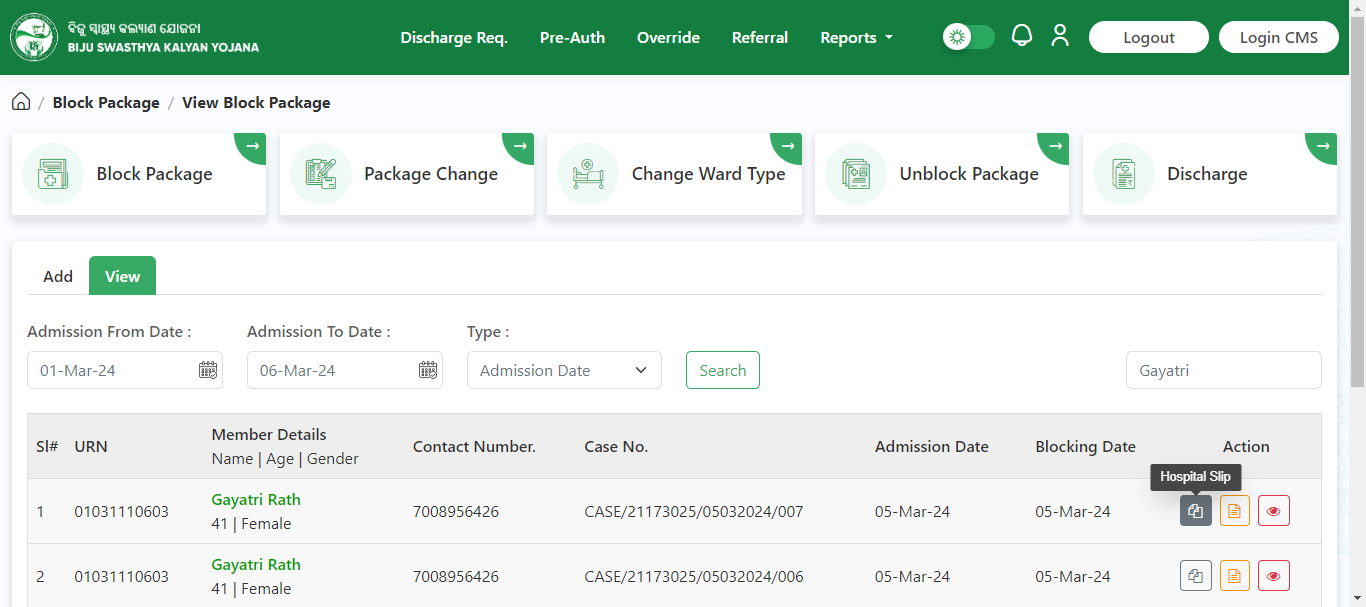 ବିଜୁ ସ୍ୱାସ୍ଥ୍ୟ କଲ୍ୟାଣ ଯୋଜନା
BIJU SWASTHYA KALYAN YOJANA
Discharge Req. Pre-Auth Override Referral Reports Logout Login CMS
/ Block Package / View Block Package
Block Package Package Change Change Ward Type Unblock Package Discharge
Add View
Admission From Date : Admission To Date : Type :
01-Mar-24 06-Mar-24 Admission Date Search Gayatri
Sl# URN Member Details Name | Age | Gender Contact Number. Case No. Admission Date Blocking Date Action
Hospital Slip
1 01031110603 Gayatri Rath 41 | Female 7008956426 CASE/21173025/05032024/007 05-Mar-24 05-Mar-24
2 01031110603 Gayatri Rath 41 | Female 7008956426 CASE/21173025/05032024/006 05-Mar-24 05-Mar-24